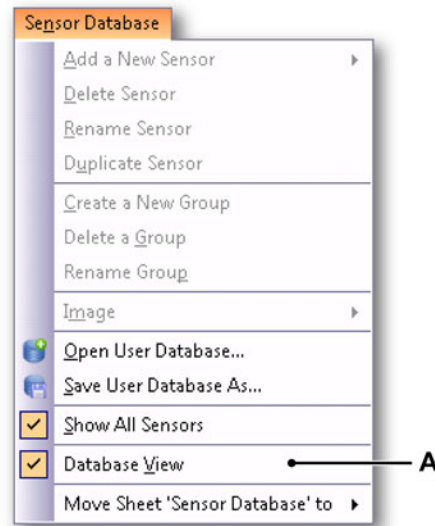 Sensor Database
Add a New Sensor
Delete Sensor
Rename Sensor
Duplicate Sensor
Create a New Group
Delete a Group
Rename Group
Image
Open User Database...
Save User Database As...
Show All Sensors
Database View
A
Move Sheet 'Sensor Database' to